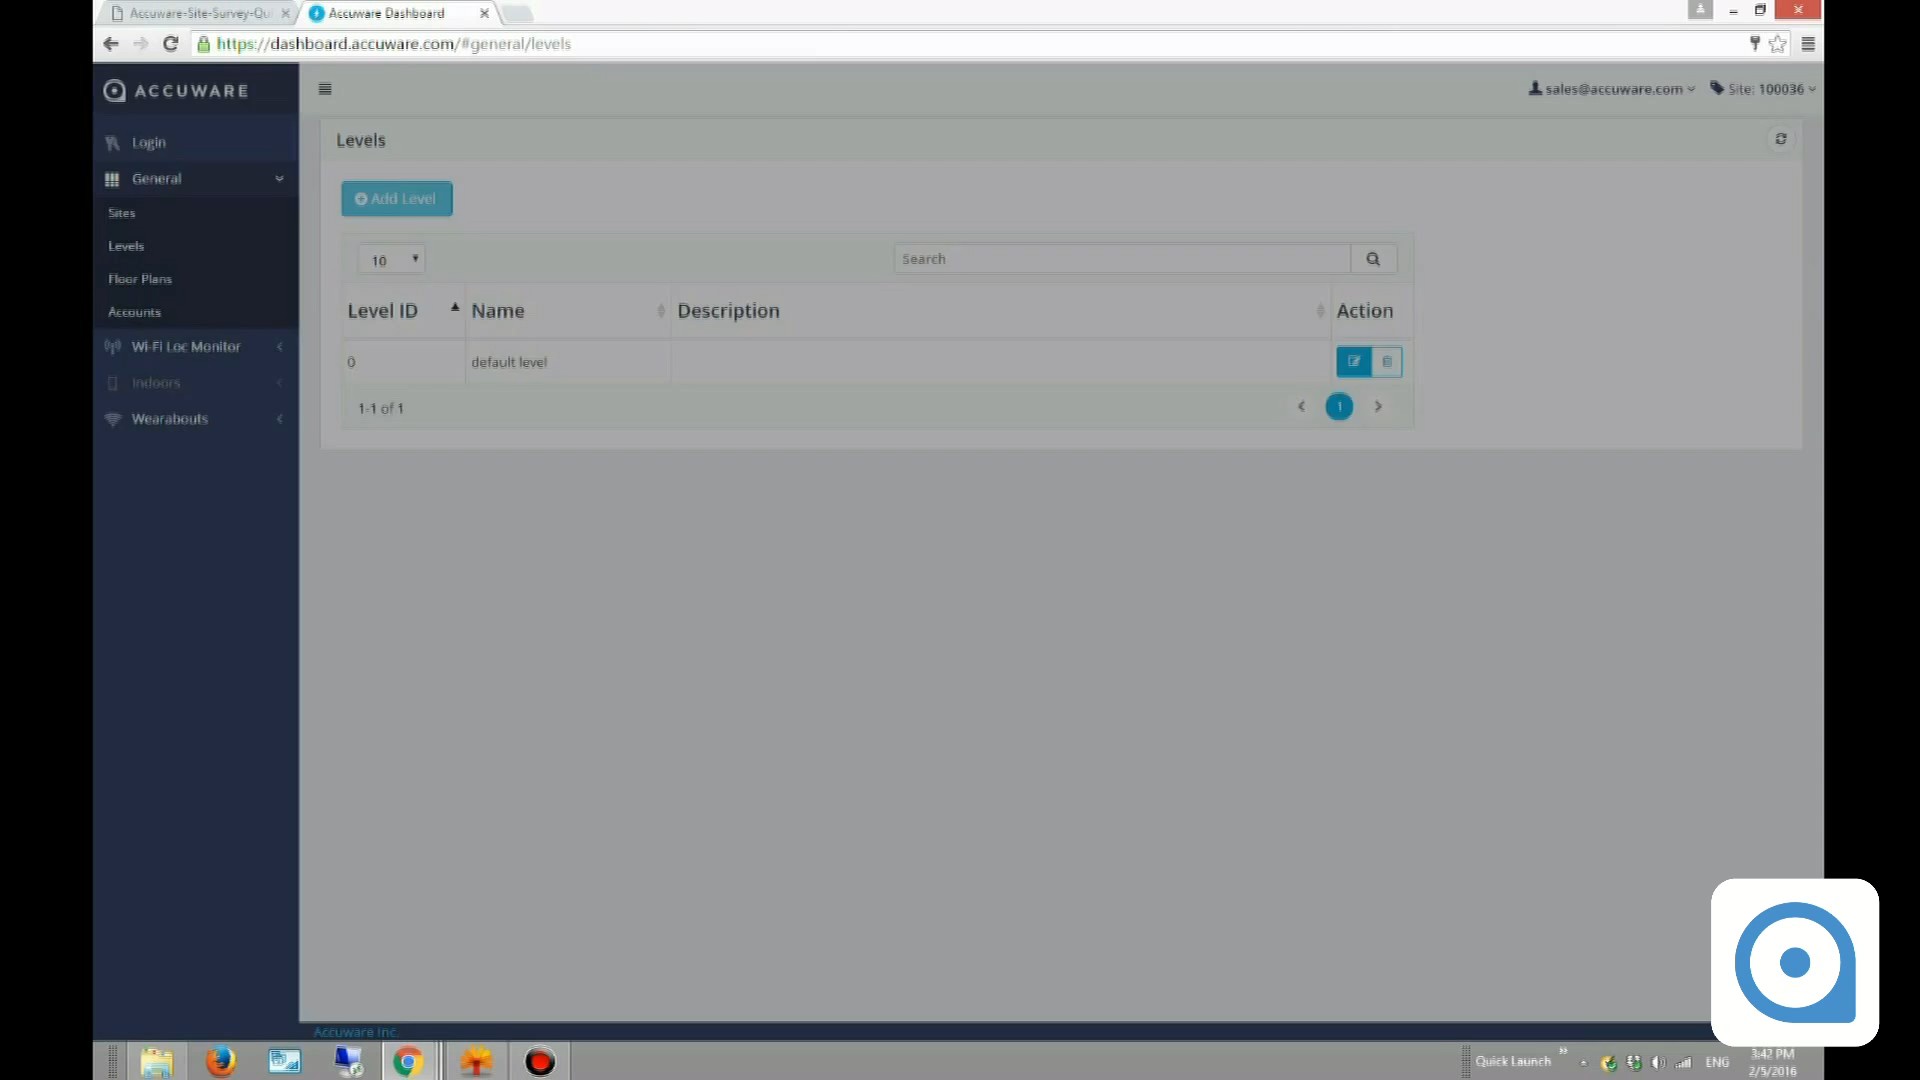 Accuware-Site-Survey-Qu
Accuware Dashboard
https://dashboard.accuware.com/#general/levels
ACCUWARE
sales@accuware.com
Site: 100036
Login
General
Sites
Levels
Floor Plans
Accounts
Wi-Fi Loc Monitor
Indoors
Wearabouts
Levels
Add Level
10
Search
Level ID Name Description Action
0 default level
1-1 of 1
1
Accuware Inc.
Quick Launch
ENG
3:42 PM
2/5/2016